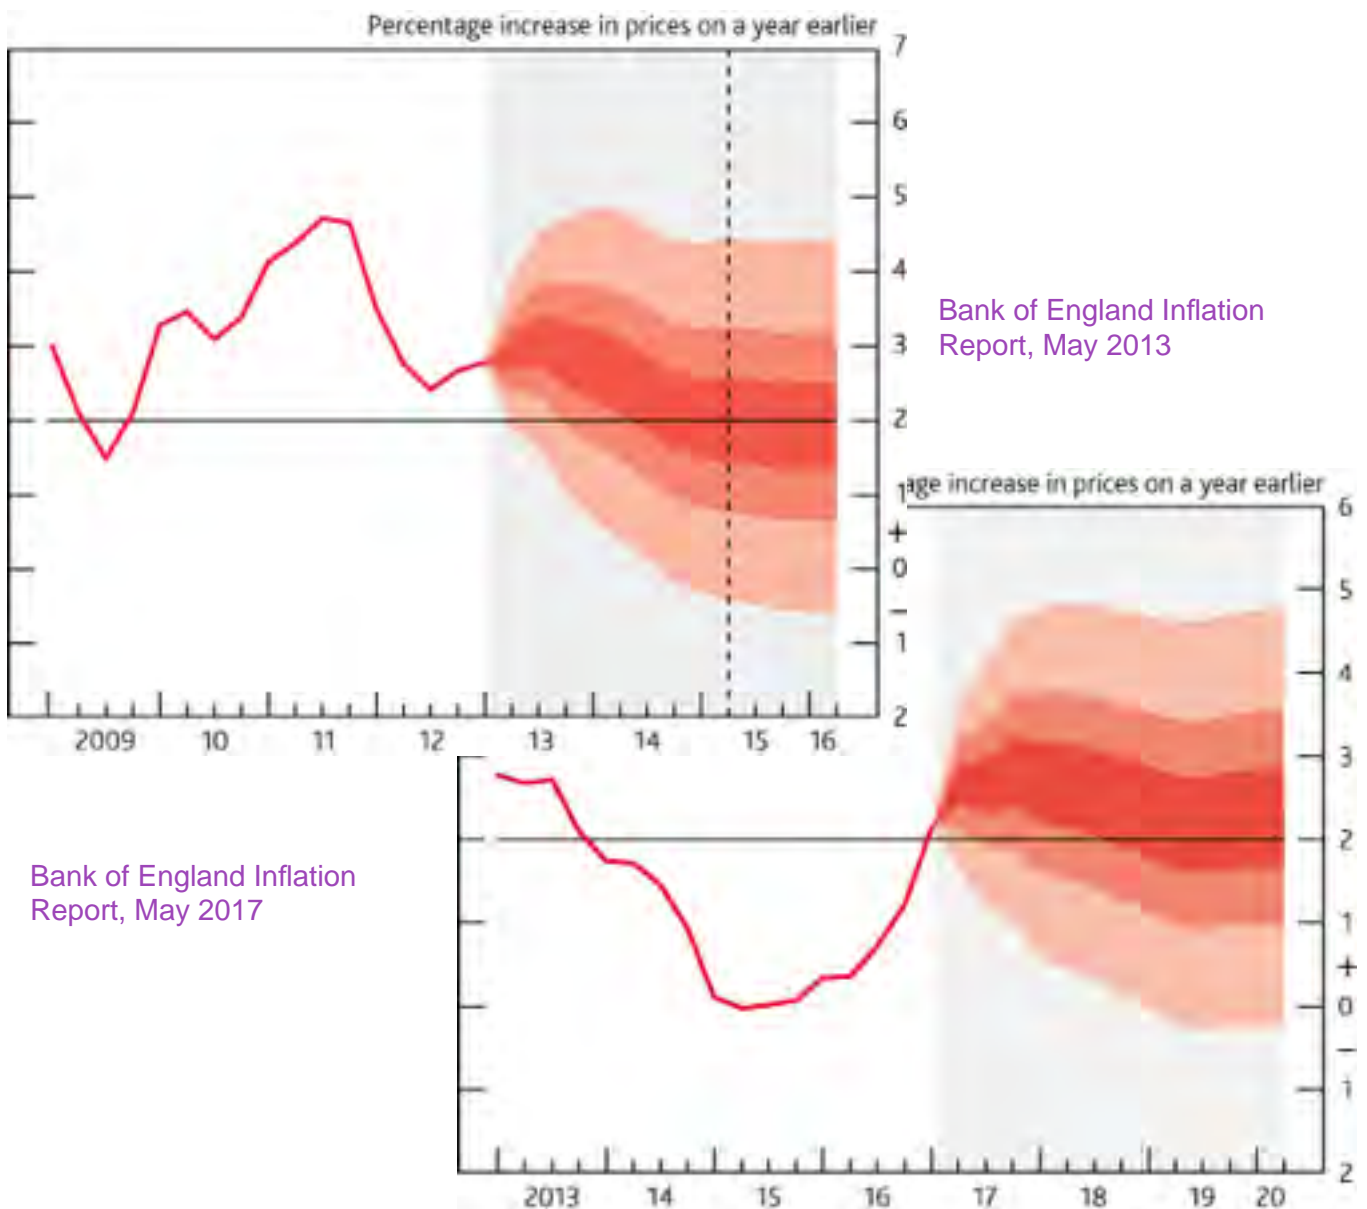 Percentage increase in prices on a year earlier
7
6
5
4
3
2
1
+
0
–
1
2
2009 10 11 12 13 14 15 16
Bank of England Inflation
Report, May 2013
age increase in prices on a year earlier
6
5
4
3
2
1
+
0
–
1
2
2013 14 15 16 17 18 19 20
Bank of England Inflation
Report, May 2017